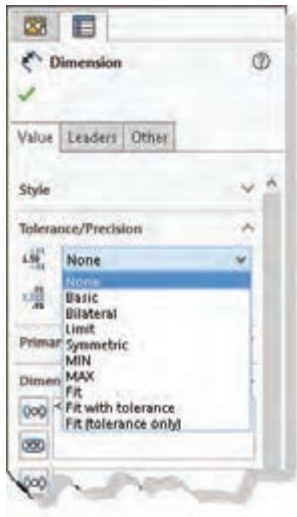 Dimension
Value Leaders Other
Style
Tolerance/Precision
None
None
Basic
Bilateral
Limit
Primar
Symmetric
MIN
MAX
Dimen
Fit
Fit with tolerance
Fit (tolerance only)